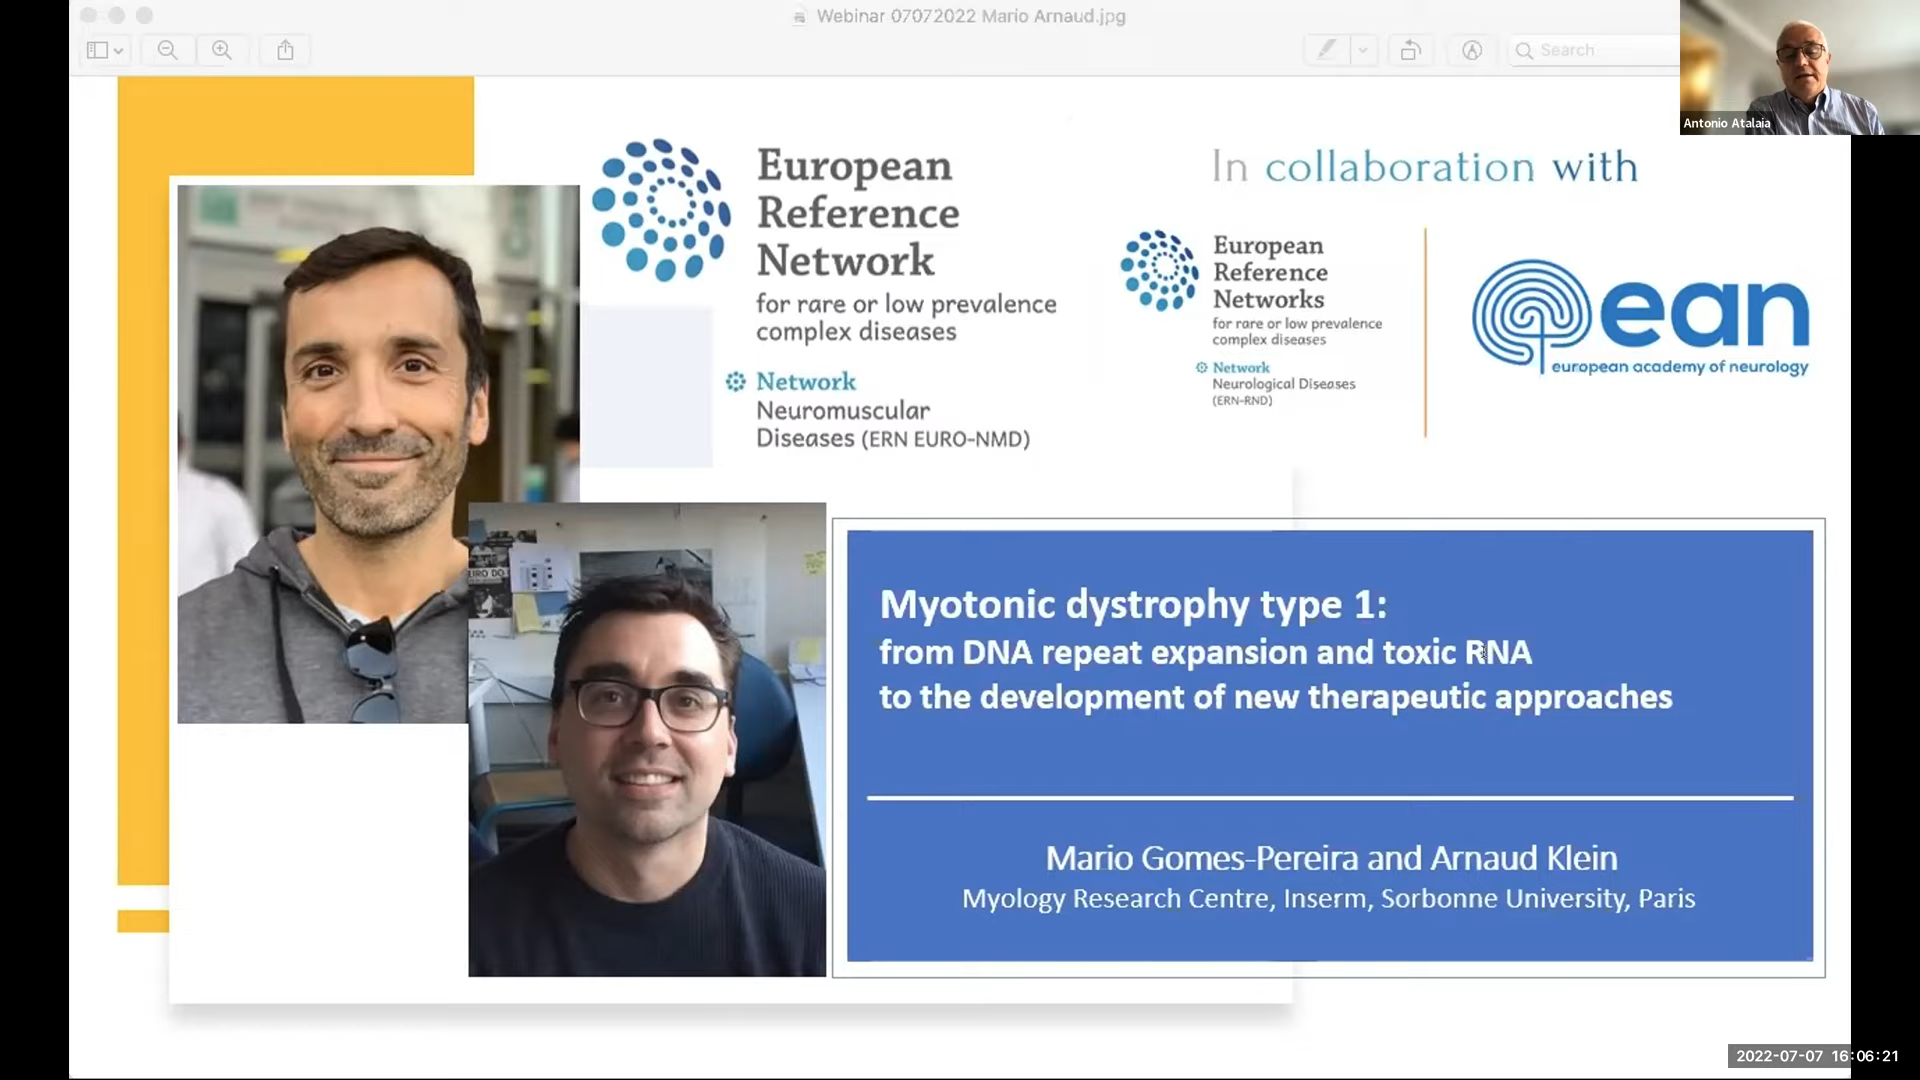 Webinar 07072022 Mario Arnaud.jpg
Search
Antonio Atalaia
European
Reference
Network
for rare or low prevalence
complex diseases
Network
Neuromuscular
Diseases (ERN EURO-NMD)
In collaboration with
European
Reference
Networks
for rare or low prevalence
complex diseases
Network
Neurological Diseases
(ERN-RND)
ean
european academy of neurology
Myotonic dystrophy type 1:
from DNA repeat expansion and toxic RNA
to the development of new therapeutic approaches
Mario Gomes-Pereira and Arnaud Klein
Myology Research Centre, Inserm, Sorbonne University, Paris
2022-07-07 16:06:21